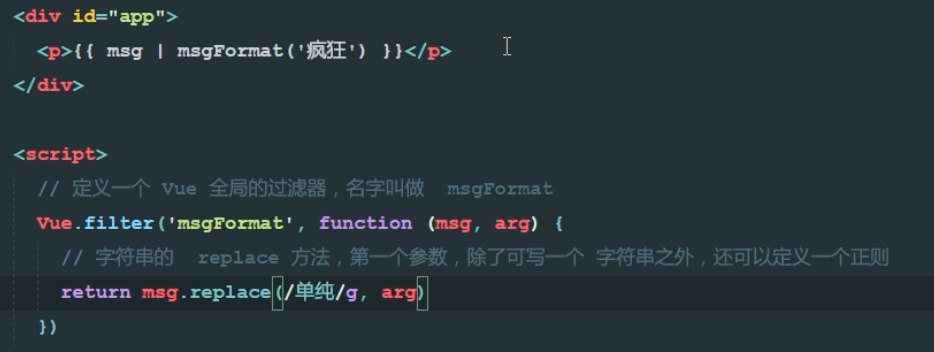 <div id="app">
<p>{{ msg | msgFormat('疯狂') }}</p>
</div>
<script>
// 定义一个 Vue 全局的过滤器，名字叫做 msgFormat
Vue.filter('msgFormat', function (msg, arg) {
// 字符串的 replace 方法，第一个参数，除了可写一个 字符串之外，还可以定义一个正则
return msg.replace(/单纯/g, arg)
})